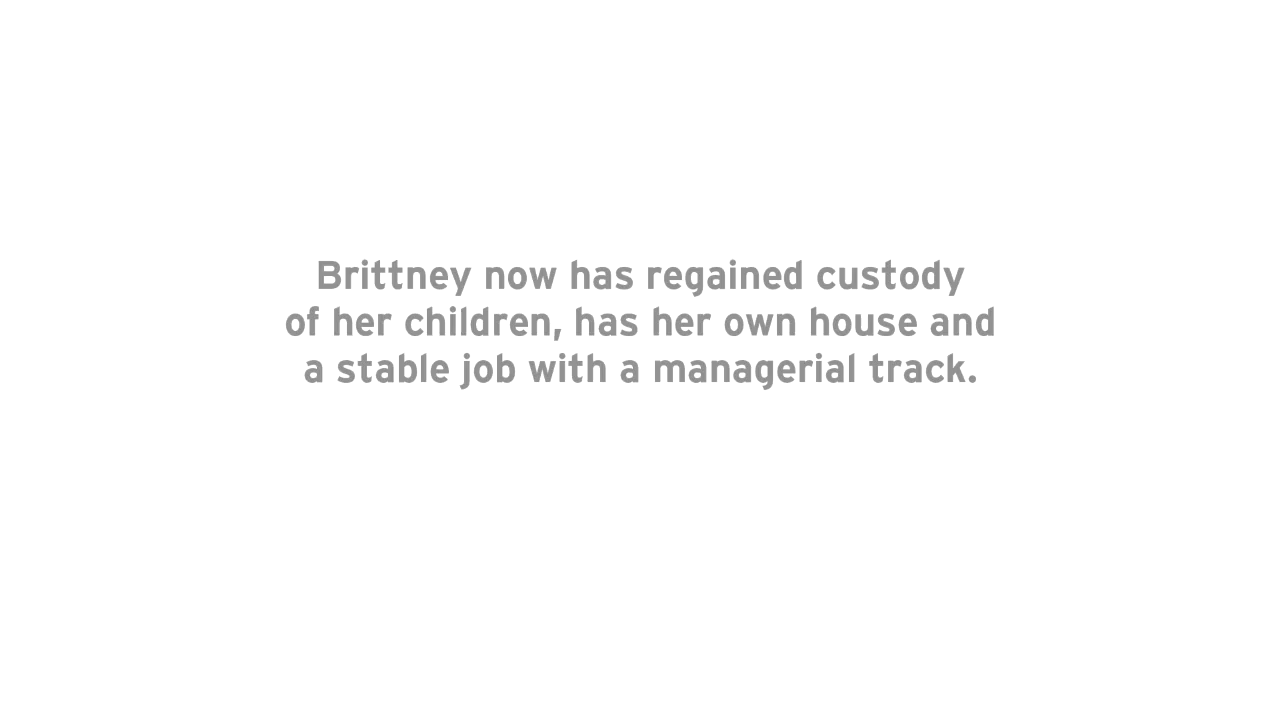 Brittney now has regained custody
of her children, has her own house and
a stable job with a managerial track.